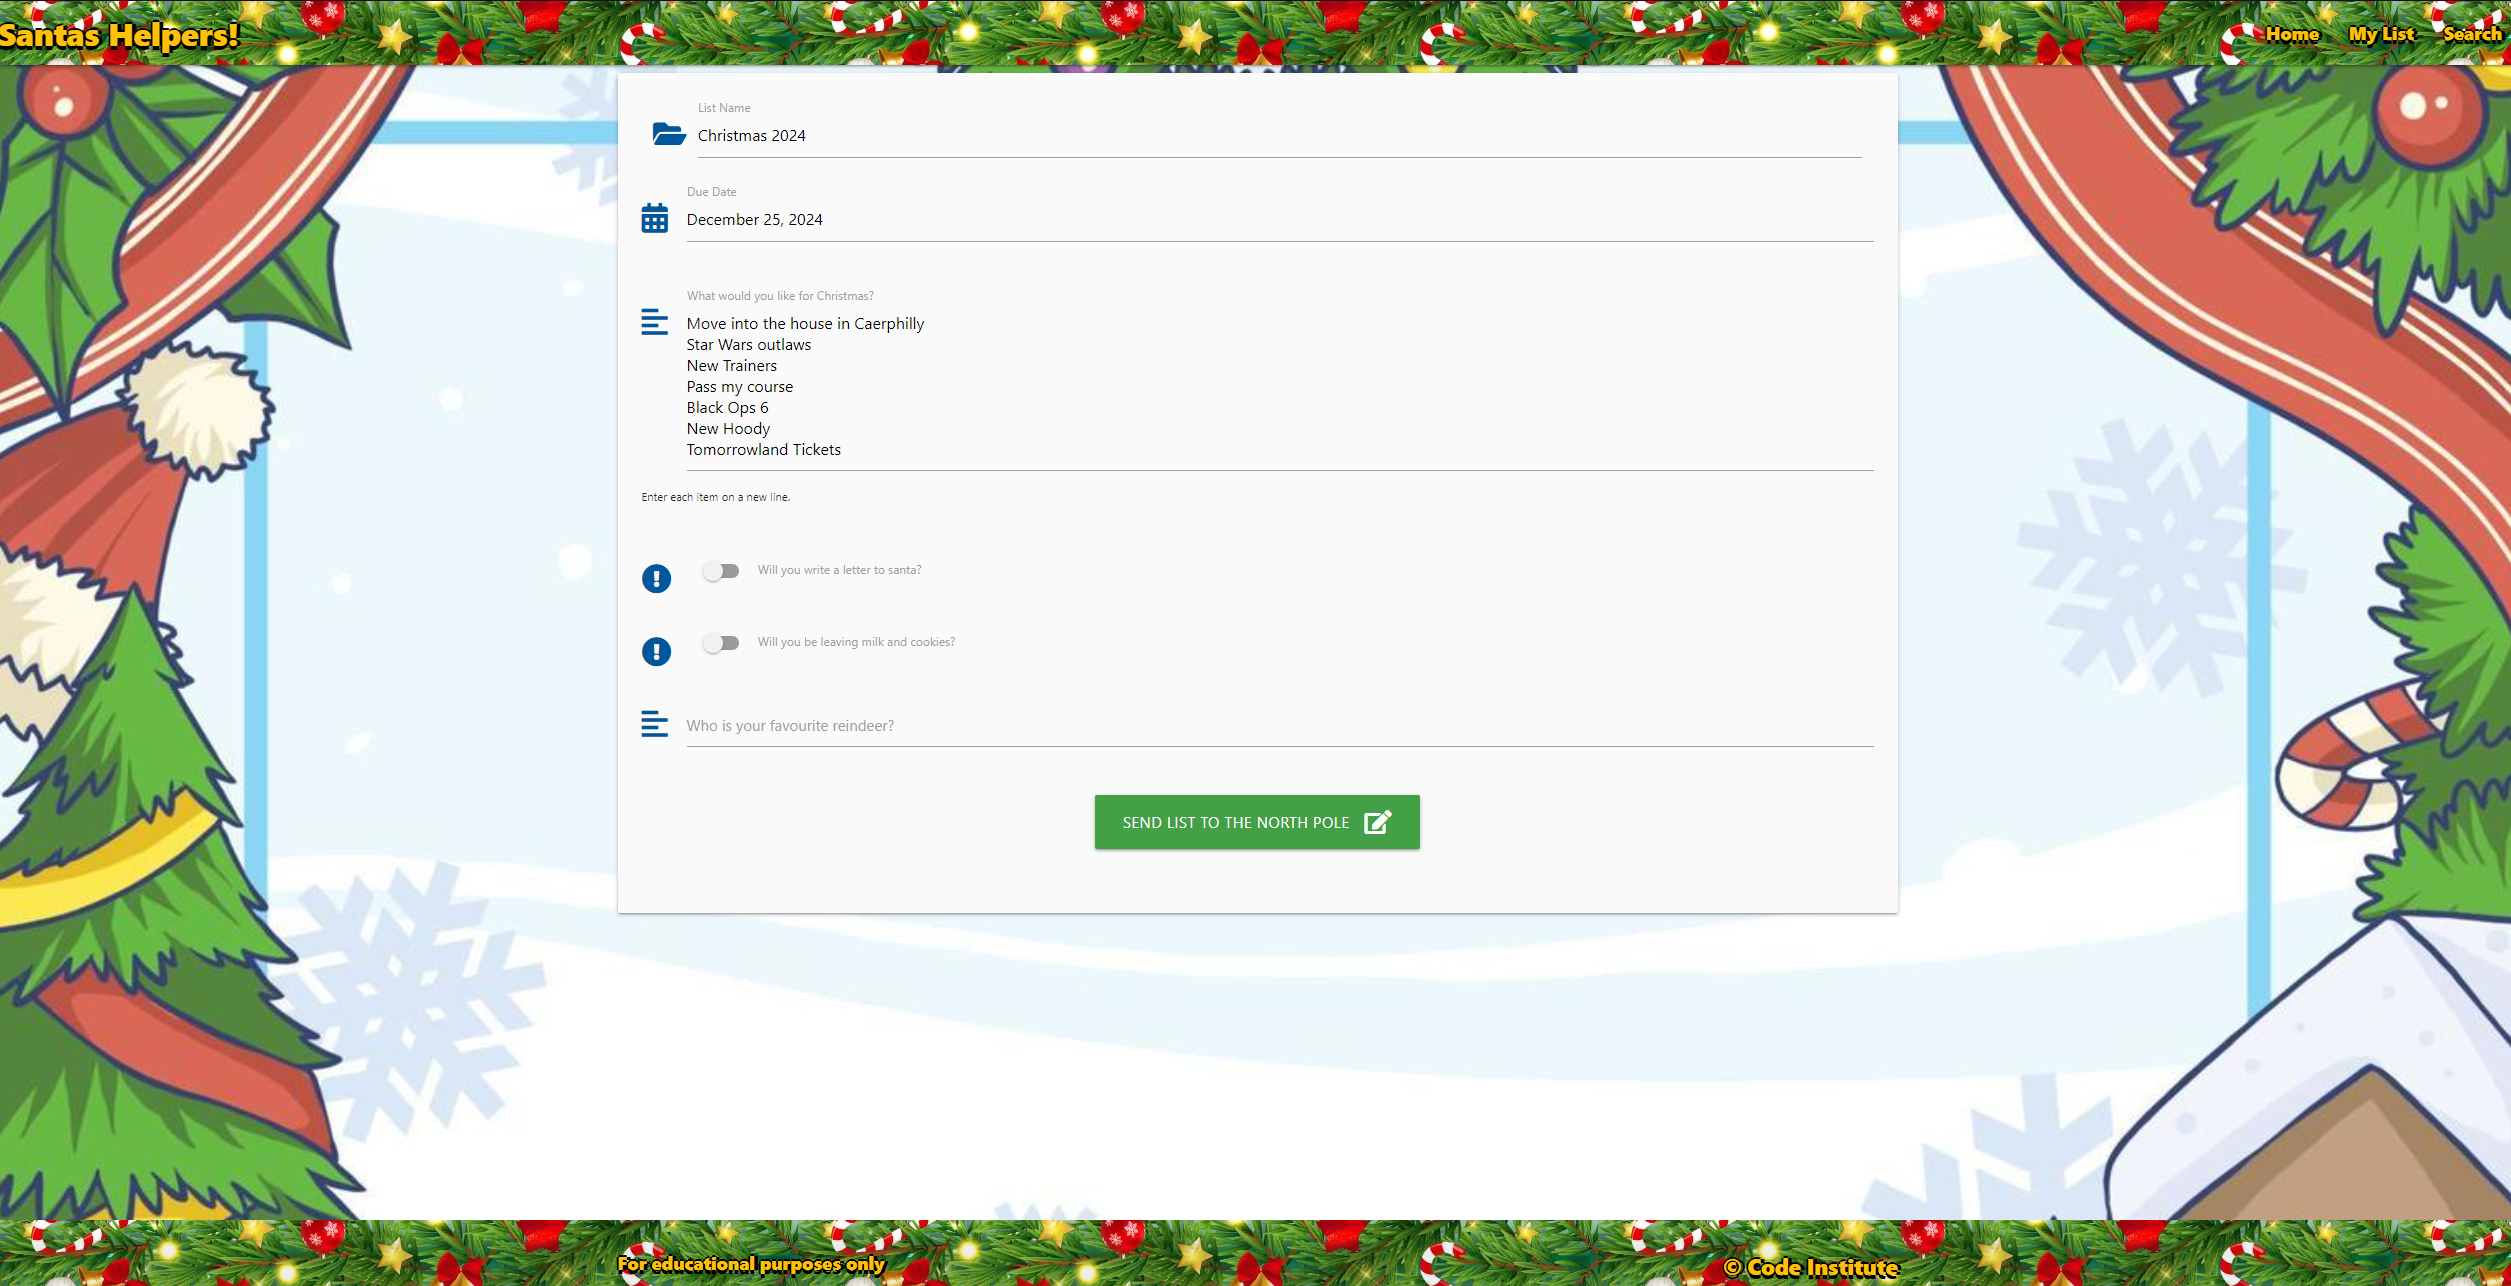 Santas Helpers!
Home My List Search
List Name
Christmas 2024
Due Date
December 25, 2024
What would you like for Christmas?
Move into the house in Caerphilly
Star Wars outlaws
New Trainers
Pass my course
Black Ops 6
New Hoody
Tomorrowland Tickets
Enter each item on a new line.
Will you write a letter to santa?
Will you be leaving milk and cookies?
Who is your favourite reindeer?
SEND LIST TO THE NORTH POLE
For educational purposes only
© Code Institute